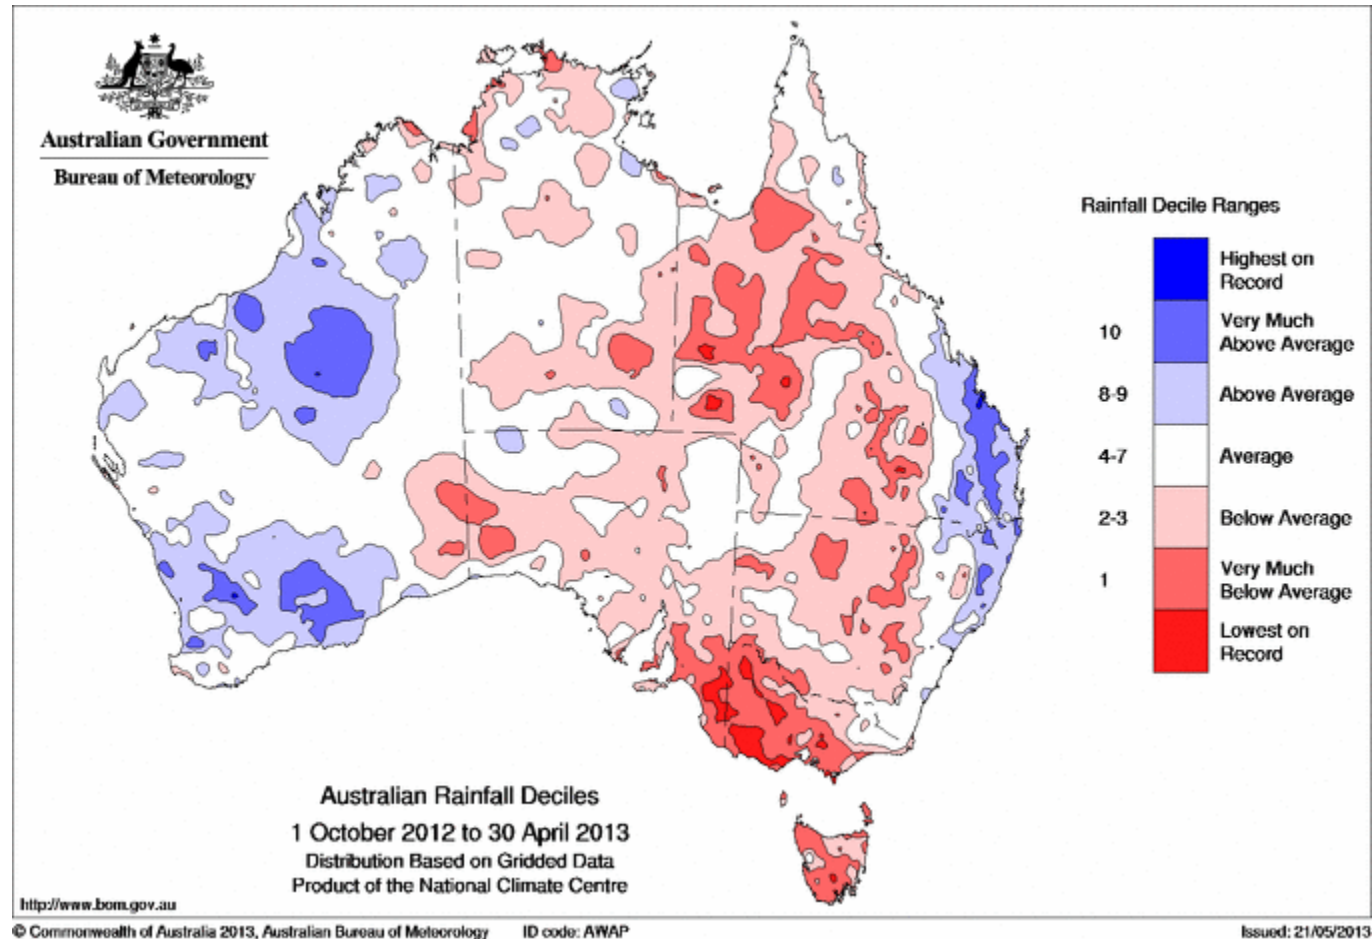 Australian Government
Bureau of Meteorology
Rainfall Decile Ranges
Highest on
Record
10
Very Much
Above Average
8-9
Above Average
4-7
Average
2-3
Below Average
1
Very Much
Below Average
Lowest on
Record
Australian Rainfall Deciles
1 October 2012 to 30 April 2013
Distribution Based on Gridded Data
Product of the National Climate Centre
http://www.bom.gov.au
© Commonwealth of Australia 2013, Australian Bureau of Meteorology ID code: AWAP Issued: 21/05/2013